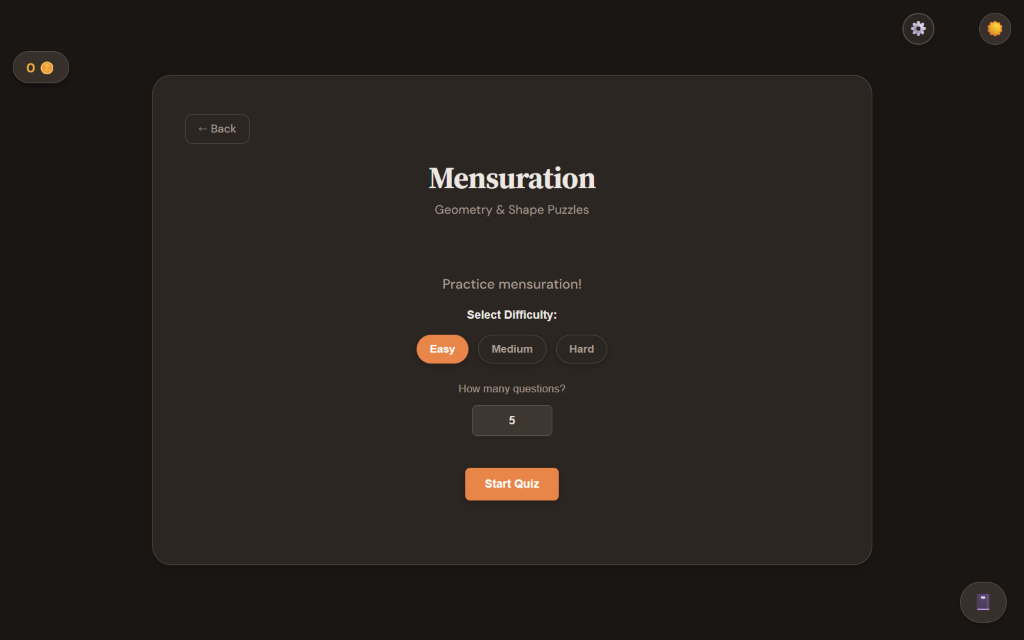 0
← Back
Mensuration
Geometry & Shape Puzzles
Practice mensuration!
Select Difficulty:
Easy Medium Hard
How many questions?
5
Start Quiz